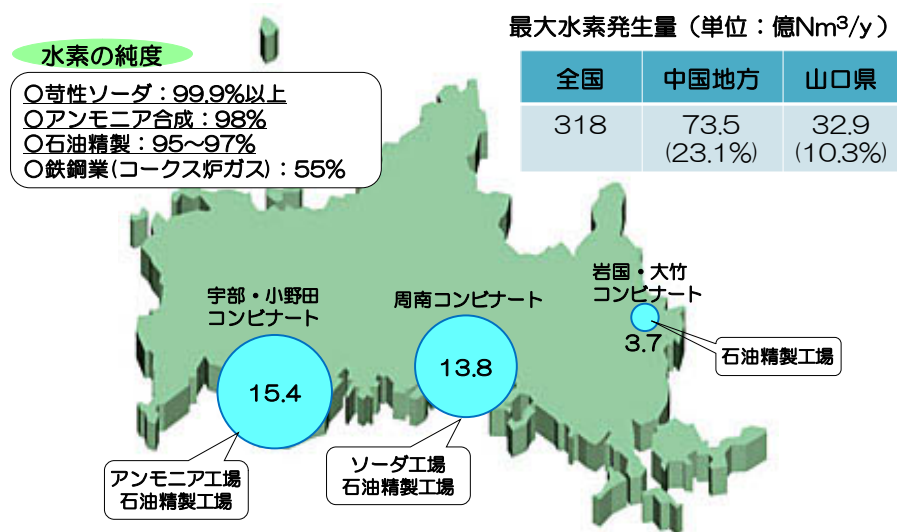 水素の純度
○苛性ソーダ：99.9%以上
○アンモニア合成：98%
○石油精製：95～97%
○鉄鋼業(コークス炉ガス)：55%
最大水素発生量（単位：億Nm³/y）
全国 中国地方 山口県
318 73.5 32.9
(23.1%) (10.3%)
宇部・小野田
コンビナート
15.4
アンモニア工場
石油精製工場
周南コンビナート
13.8
ソーダ工場
石油精製工場
岩国・大竹
コンビナート
3.7
石油精製工場